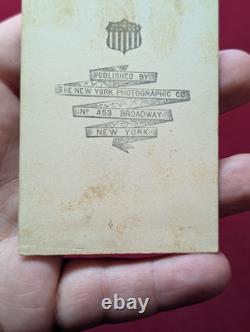 PUBLISHED BY
THE NEW YORK PHOTOGRAPHIC CO.
No 453 BROADWAY
NEW YORK